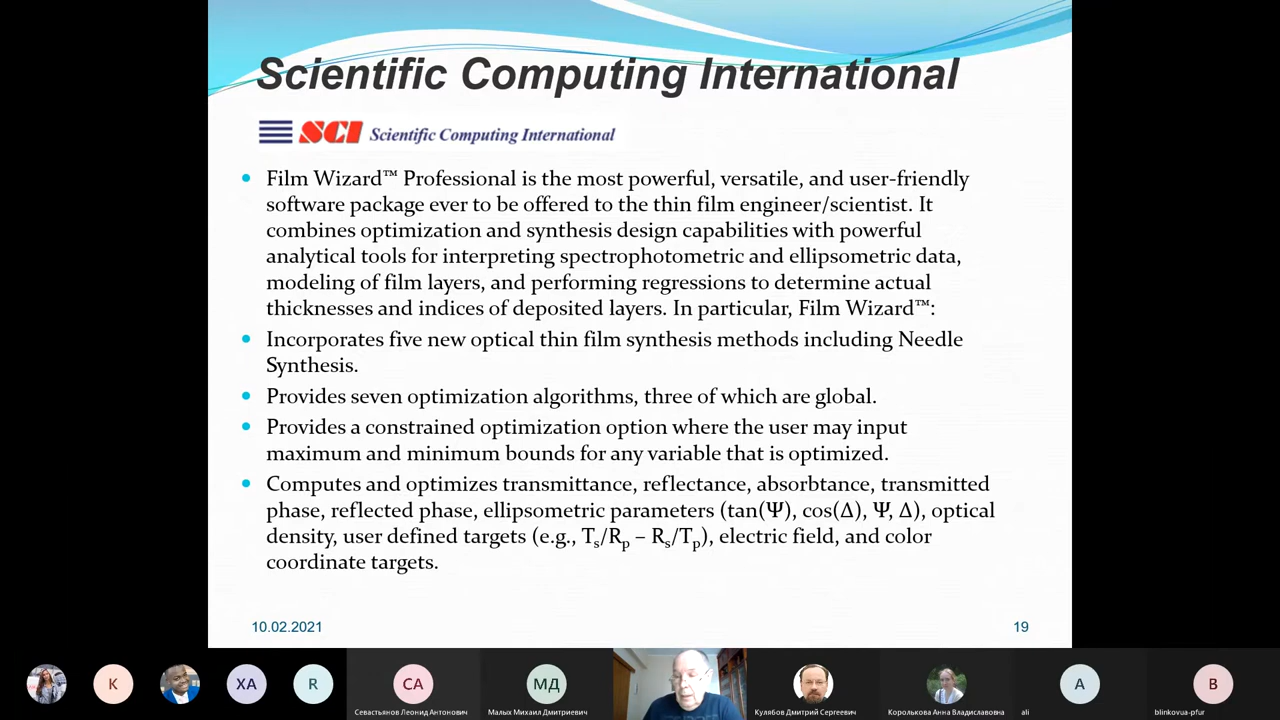 Scientific Computing International
SCI Scientific Computing International
• Film Wizard™ Professional is the most powerful, versatile, and user-friendly
software package ever to be offered to the thin film engineer/scientist. It
combines optimization and synthesis design capabilities with powerful
analytical tools for interpreting spectrophotometric and ellipsometric data,
modeling of film layers, and performing regressions to determine actual
thicknesses and indices of deposited layers. In particular, Film Wizard™:
• Incorporates five new optical thin film synthesis methods including Needle
Synthesis.
• Provides seven optimization algorithms, three of which are global.
• Provides a constrained optimization option where the user may input
maximum and minimum bounds for any variable that is optimized.
• Computes and optimizes transmittance, reflectance, absorbtance, transmitted
phase, reflected phase, ellipsometric parameters (tan(Ψ), cos(Δ), Ψ, Δ), optical
density, user defined targets (e.g., Ts/Rp – Rs/Tp), electric field, and color
coordinate targets.
10.02.2021
19
K
XA
R
CA
МД
A
B
Севастьянов Леонид Антонович
Малых Михаил Дмитриевич
Кулябов Дмитрий Сергеевич
Королькова Анна Владиславовна
ali
blinkovua-pfur